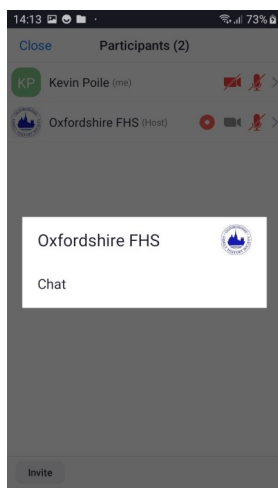 14:13 73%
Close Participants (2)
KP Kevin Poile (me)
Oxfordshire FHS (Host)
Oxfordshire FHS
Chat
Invite